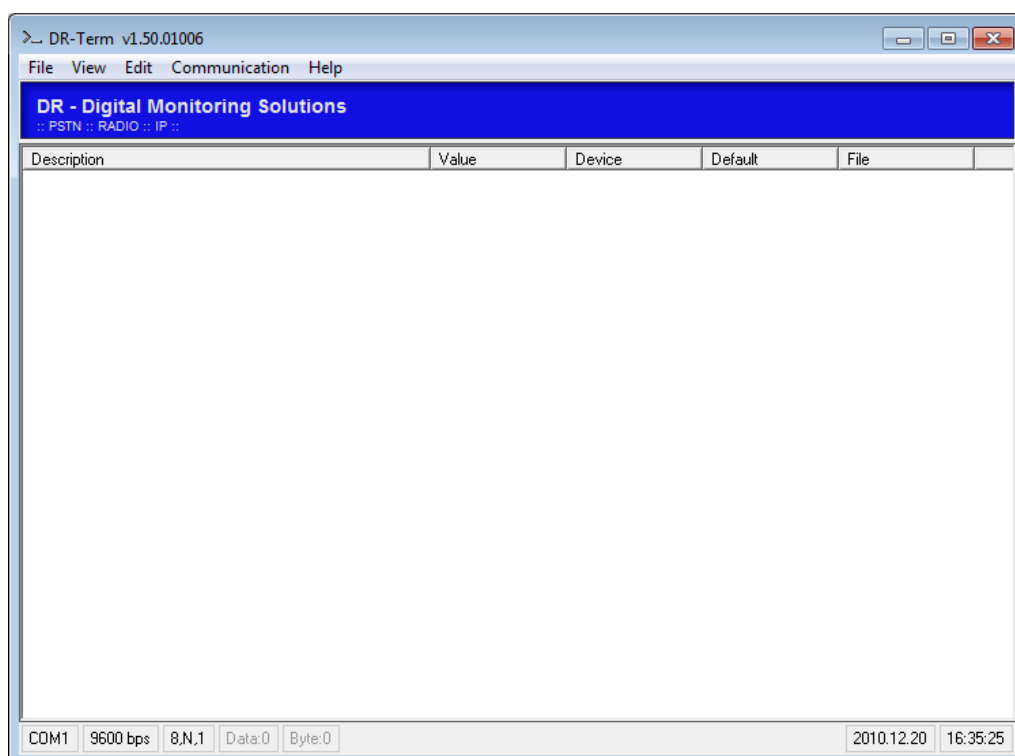 DR-Term v1.50.01006
File View Edit Communication Help
DR - Digital Monitoring Solutions
:: PSTN :: RADIO :: IP ::
Description Value Device Default File
COM1 9600 bps 8,N,1 Data:0 Byte:0 2010.12.20 16:35:25